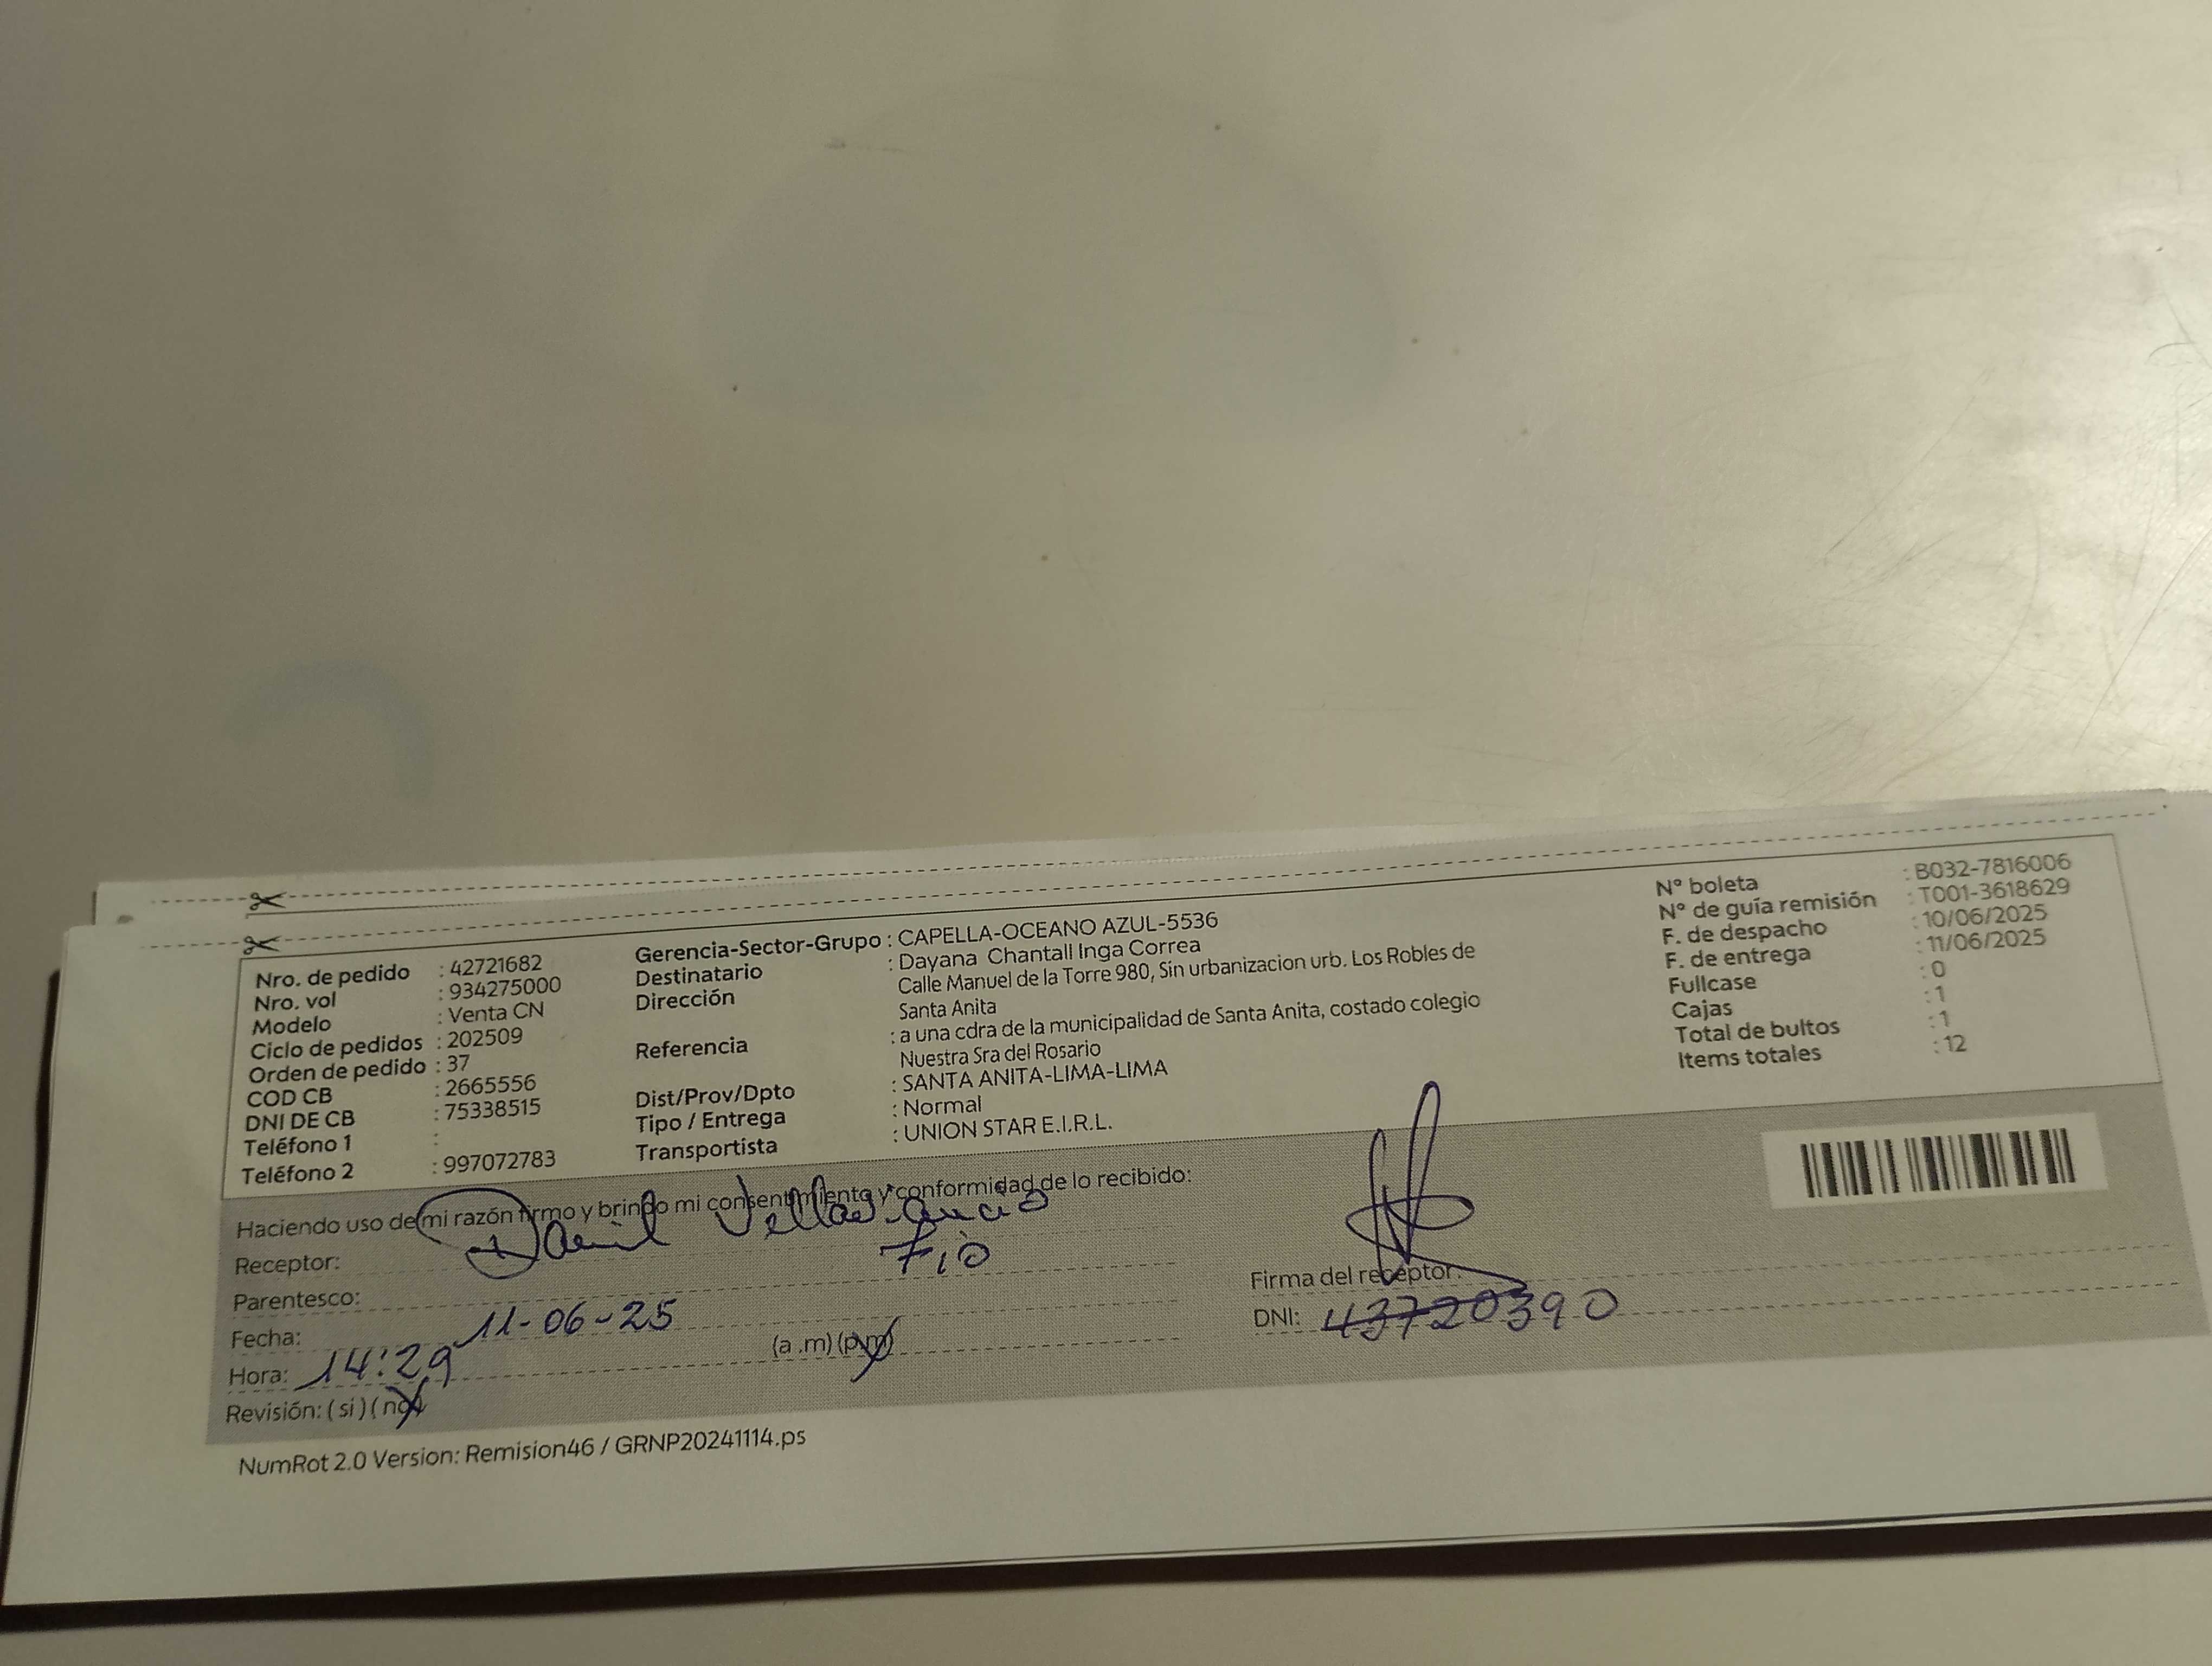 Nro. de pedido : 42721682
Nro. vol : 934275000
Modelo : Venta CN
Ciclo de pedidos : 202509
Orden de pedido : 37
COD CB : 2665556
DNI DE CB : 75338515
Teléfono 1 :
Teléfono 2 : 997072783
Gerencia-Sector-Grupo : CAPELLA-OCEANO AZUL-5536
Destinatario : Dayana Chantall Inga Correa
Dirección Calle Manuel de la Torre 980, Sin urbanizacion urb. Los Robles de
Santa Anita
Referencia : a una cdra de la municipalidad de Santa Anita, costado colegio
Nuestra Sra del Rosario
Dist/Prov/Dpto : SANTA ANITA-LIMA-LIMA
Tipo / Entrega : Normal
Transportista : UNION STAR E.I.R.L.
N° boleta : B032-7816006
N° de guía remisión : T001-3618629
F. de despacho : 10/06/2025
F. de entrega : 11/06/2025
Fullcase : 0
Cajas : 1
Total de bultos : 1
Items totales : 12
Haciendo uso de mi razón firmo y brindo mi consentimiento y conformidad de lo recibido:
Receptor:
Parentesco: Tio
Fecha: 11-06-25
Hora: 14:29 (a .m) (p.m)
Revisión: ( si ) ( no )
Firma del receptor:
DNI: 43720390
NumRot 2.0 Version: Remision46 / GRNP20241114.ps